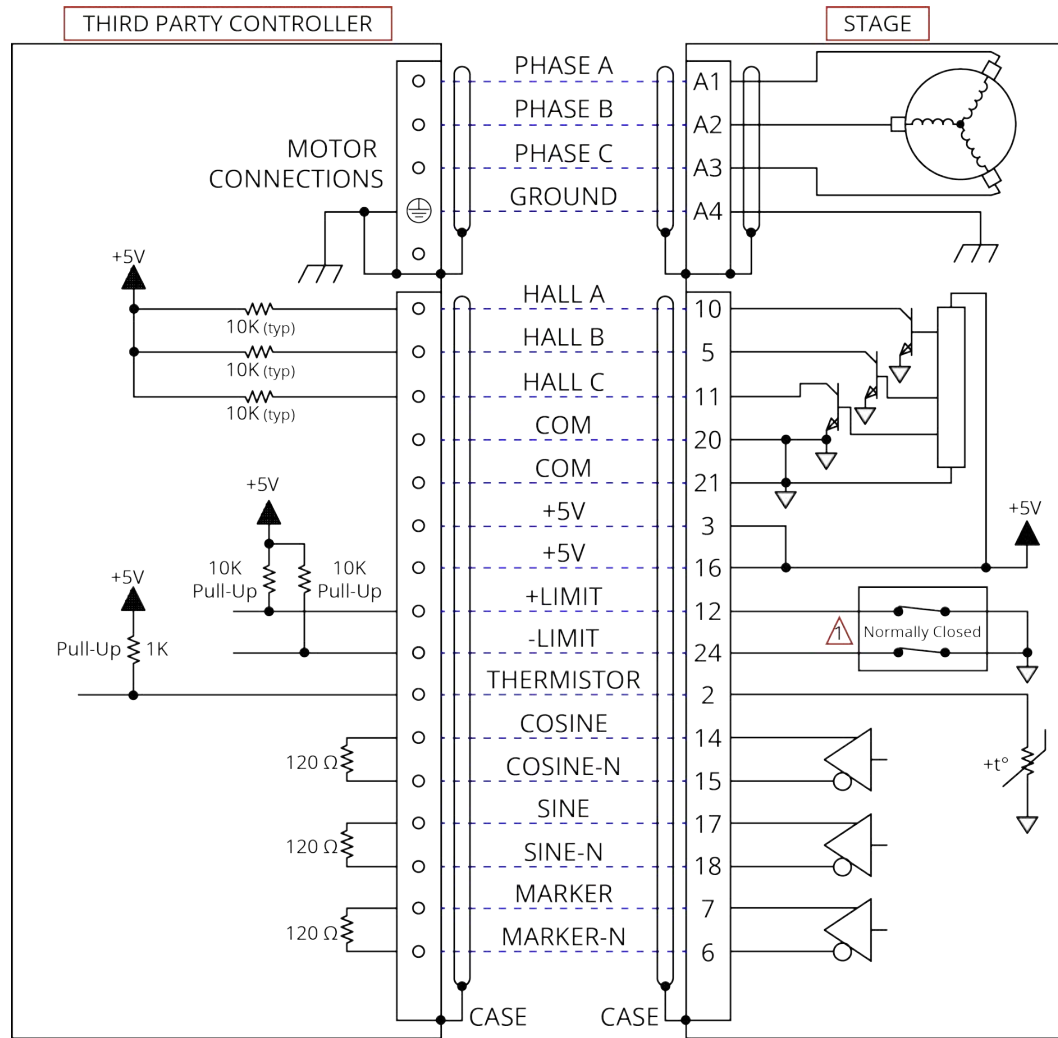 THIRD PARTY CONTROLLER
STAGE
MOTOR
CONNECTIONS
PHASE A
A1
PHASE B
A2
PHASE C
A3
GROUND
A4
+5V
10K (typ)
10K (typ)
10K (typ)
HALL A
10
HALL B
5
HALL C
11
COM
20
COM
21
+5V
3
+5V
16
+5V
+5V
10K
Pull-Up
10K
Pull-Up
+5V
Pull-Up 1K
+LIMIT
12
-LIMIT
24
1
Normally Closed
THERMISTOR
2
COSINE
14
120 Ω
COSINE-N
15
+t°
SINE
17
120 Ω
SINE-N
18
MARKER
7
120 Ω
MARKER-N
6
CASE
CASE